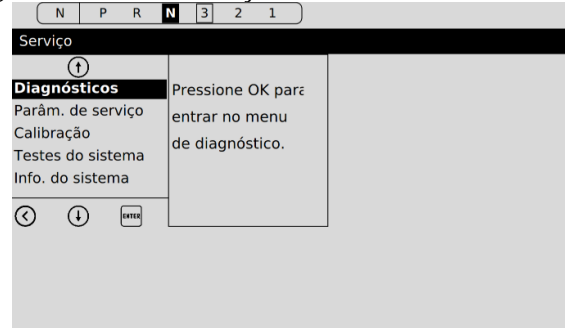 N P R N 3 2 1
Serviço
Diagnósticos
Parâm. de serviço
Calibração
Testes do sistema
Info. do sistema
ENTER
Pressione OK para
entrar no menu
de diagnóstico.